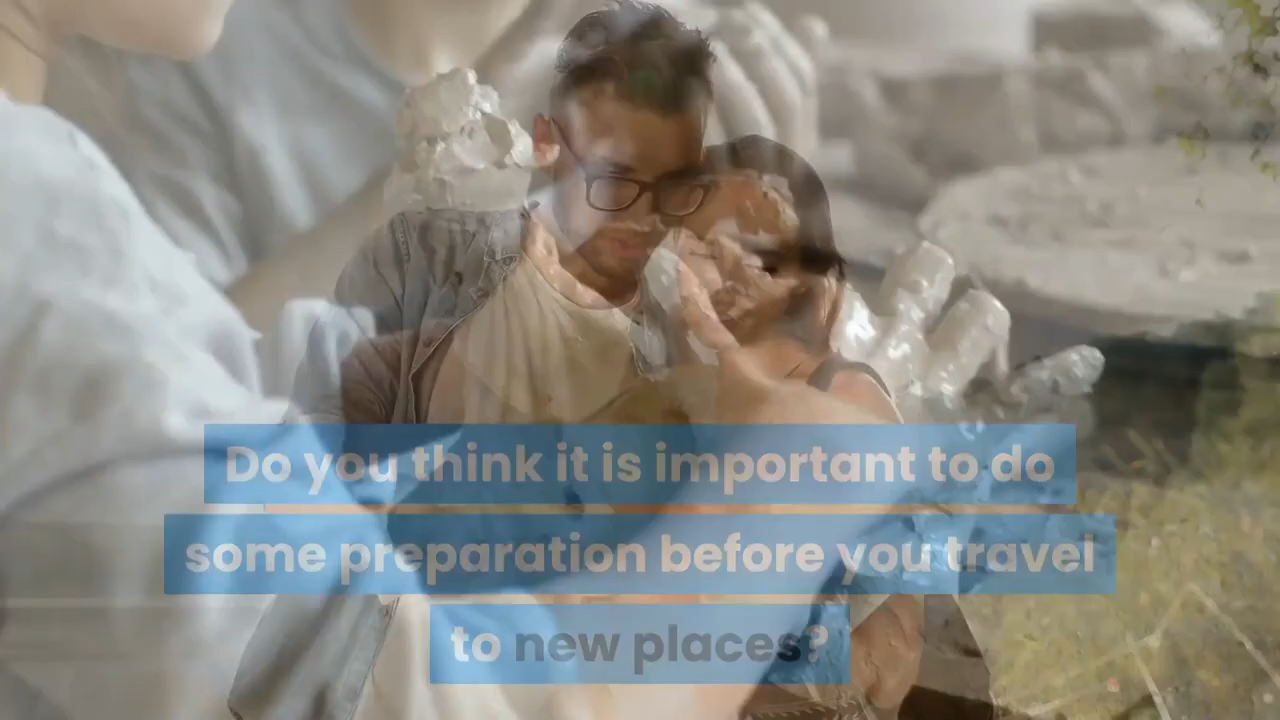 Do you think it is important to do
some preparation before you travel
to new places?